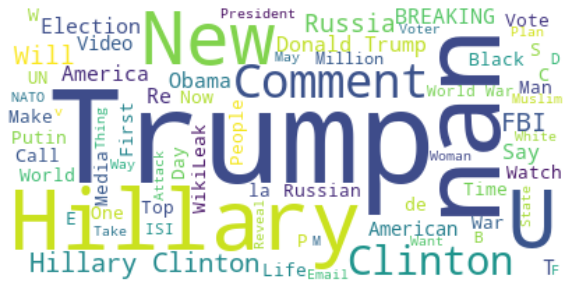 W
President
BREAKING
Election
New
Russia
Vote
Voter
Plan
Will
Video
Donald Trump
S
D
UN
America
Obama
Comment
May
Million
Black
C
NATO
Re
Now
World War
Man
Muslim
Make
v
First
Trump
nan
FBI
Putin
Thing
People
White
Call
Media
Way
Attack
Day
WikiLeak
Woman
Say
World
la
Russian
Time
Watch
Hillary
U
State
E
One
Top
de
American
War
Take
ISI
Reveal
P
M
Want
B
Hillary Clinton
Life
Email
Clinton
T
F